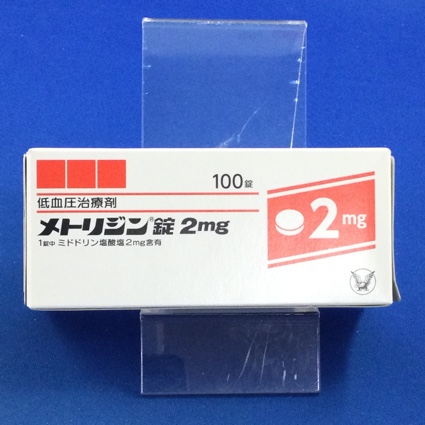 100錠
低血圧治療剤
メトリジン®錠 2mg
1錠中 ミドドリン塩酸塩2mg含有
2mg